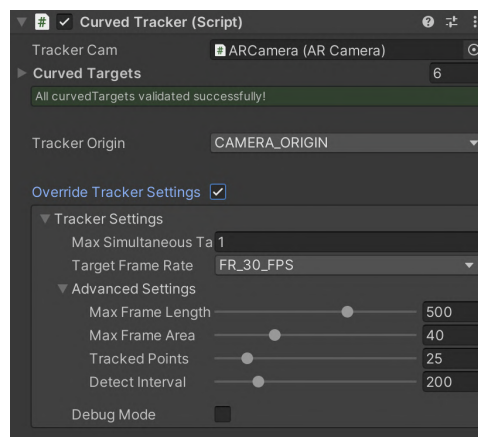 # Curved Tracker (Script)
Tracker Cam # ARCamera (AR Camera)
Curved Targets 6
All curvedTargets validated successfully!
Tracker Origin CAMERA_ORIGIN
Override Tracker Settings
Tracker Settings
Max Simultaneous Ta 1
Target Frame Rate FR_30_FPS
Advanced Settings
Max Frame Length 500
Max Frame Area 40
Tracked Points 25
Detect Interval 200
Debug Mode